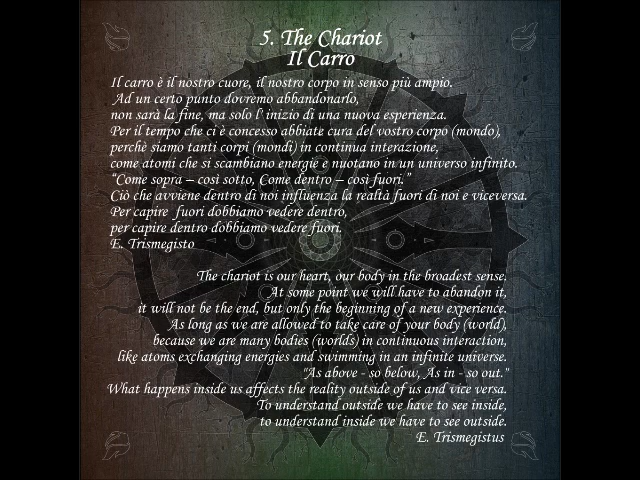 5. The Chariot
Il Carro
Il carro è il nostro cuore, il nostro corpo in senso più ampio.
Ad un certo punto dovremo abbandonarlo,
non sarà la fine, ma solo l' inizio di una nuova esperienza.
Per il tempo che ci è concesso abbiate cura del vostro corpo (mondo),
perchè siamo tanti corpi (mondi) in continua interazione,
come atomi che si scambiano energie e nuotano in un universo infinito.
“Come sopra – così sotto, Come dentro – così fuori.”
Ciò che avviene dentro di noi influenza la realtà fuori di noi e viceversa.
Per capire fuori dobbiamo vedere dentro,
per capire dentro dobbiamo vedere fuori.
E. Trismegisto
The chariot is our heart, our body in the broadest sense,
At some point we will have to abandon it,
it will not be the end, but only the beginning of a new experience.
As long as we are allowed to take care of your body (world),
because we are many bodies (worlds) in continuous interaction,
like atoms exchanging energies and swimming in an infinite universe.
"As above - so below, As in - so out."
What happens inside us affects the reality outside of us and vice versa.
To understand outside we have to see inside,
to understand inside we have to see outside.
E. Trismegistus